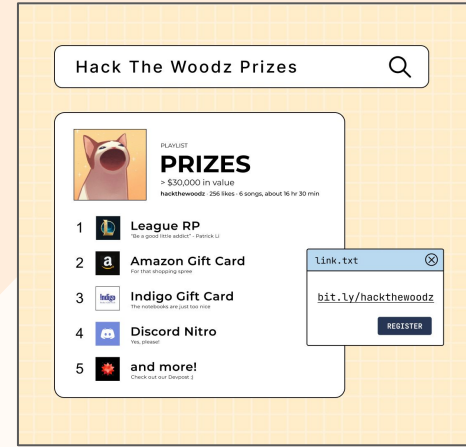 Hack The Woodz Prizes
PLAYLIST
PRIZES
> $30,000 in value
hackthewoodz · 256 likes · 6 songs, about 16 hr 30 min
1 League RP
"Be a good little addict" - Patrick Li
2 a Amazon Gift Card
For that shopping spree
3 Indigo Indigo Gift Card
The notebooks are just too nice
4 Discord Nitro
Yes, please!
5 and more!
Check out our Devpost :)
link.txt
bit.ly/hackthewoodz
REGISTER